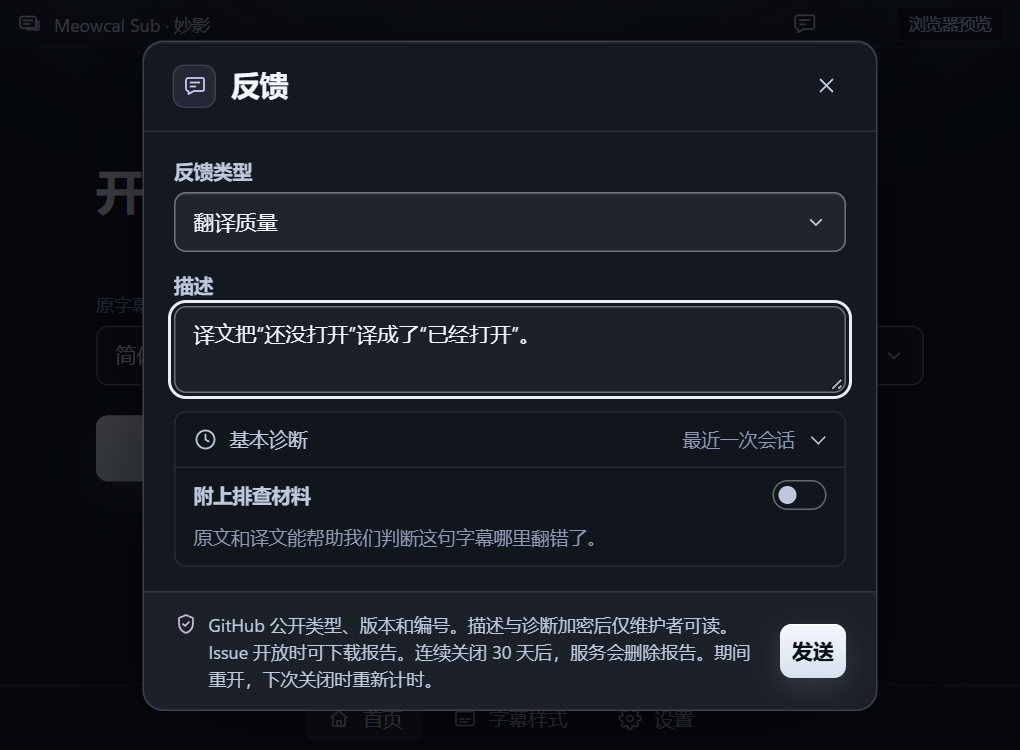 Meowcal Sub · 妙影
浏览器预览
反馈
开
反馈类型
翻译质量
描述
原字幕
译文把“还没打开”译成了“已经打开”。
简体
基本诊断
最近一次会话
附上排查材料
原文和译文能帮助我们判断这句字幕哪里翻错了。
GitHub 公开类型、版本和编号。描述与诊断加密后仅维护者可读。
Issue 开放时可下载报告。连续关闭 30 天后，服务会删除报告。期间
重开，下次关闭时重新计时。
发送
首页
字幕样式
设置